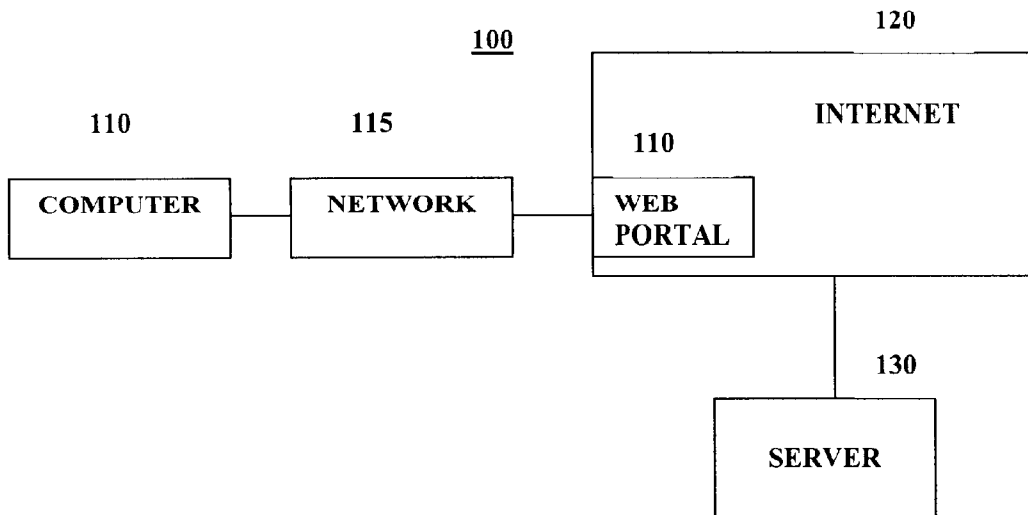 120
100
INTERNET
110
115
110
COMPUTER
NETWORK
WEB
PORTAL
130
SERVER